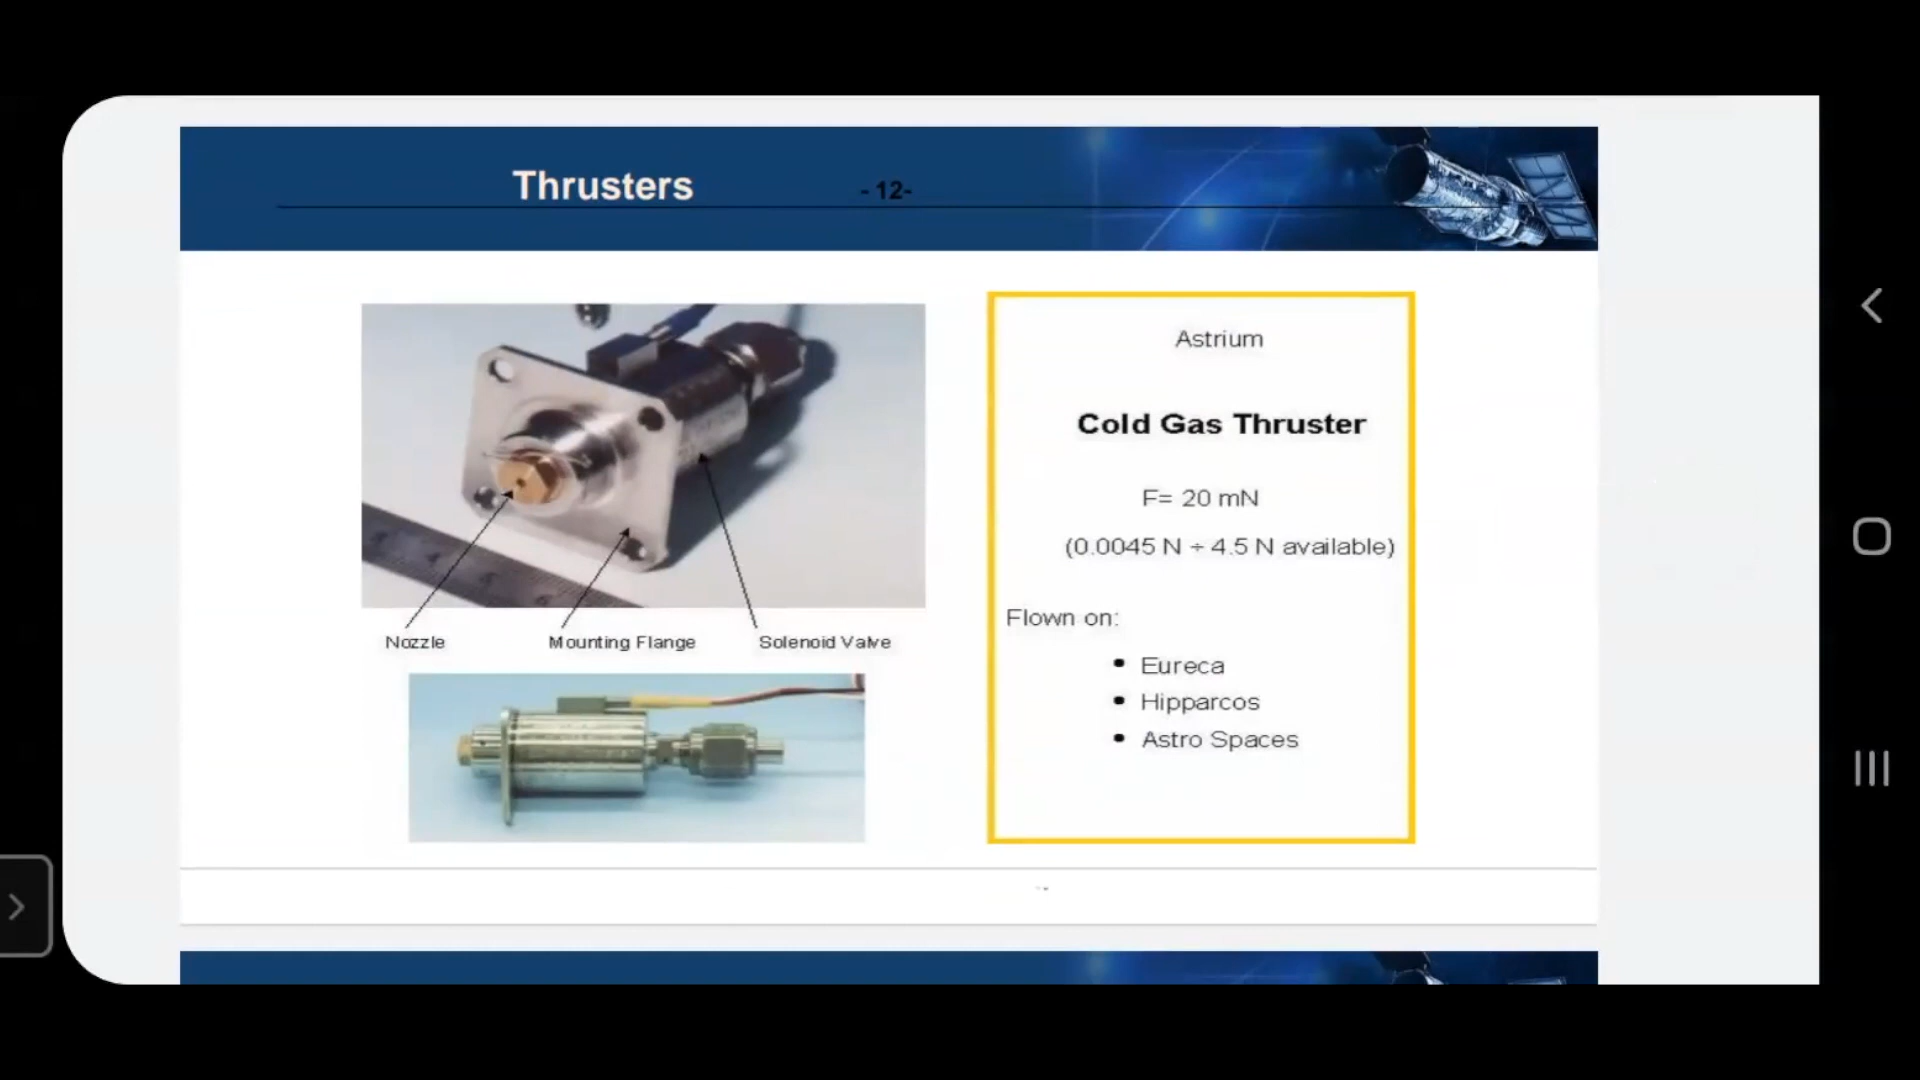 Thrusters
- 12-
Nozzle
Mounting Flange
Solenoid Valve
Astrium
Cold Gas Thruster
F= 20 mN
(0.0045 N ÷ 4.5 N available)
Flown on:
• Eureca
• Hipparcos
• Astro Spaces